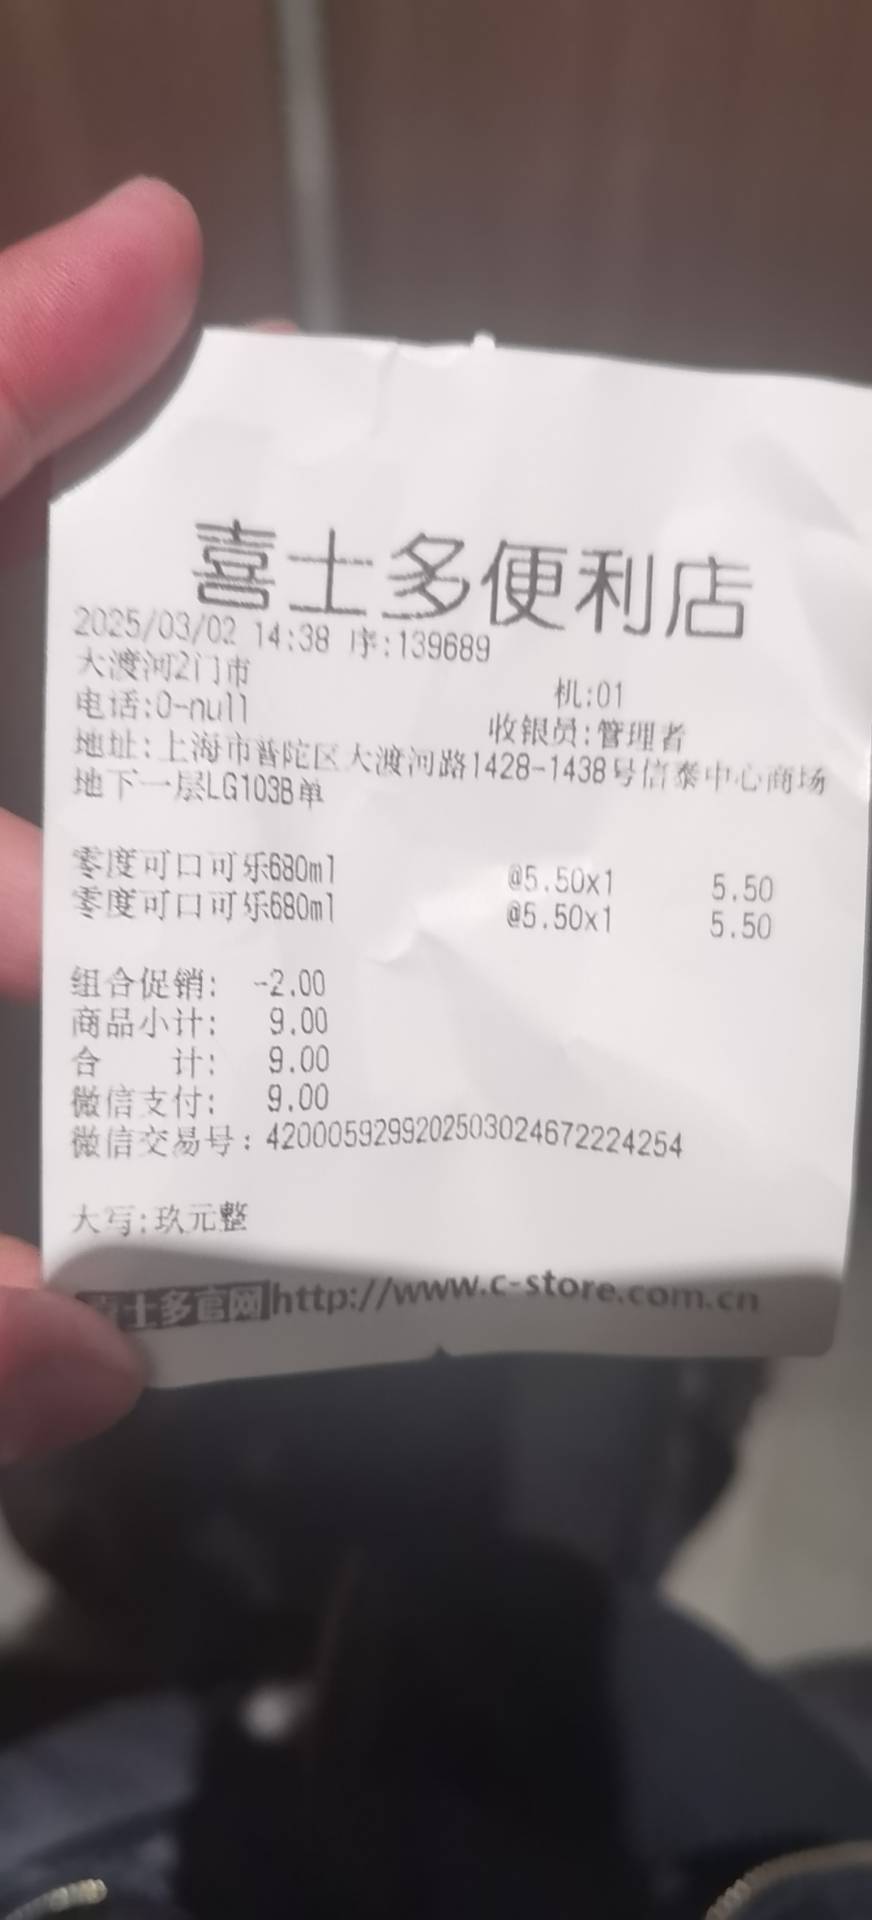 喜士多便利店
2025/03/02 14:38 序:139689
大渡河2门市 机:01
电话:0-null 收银员:管理者
地址:上海市普陀区大渡河路1428-1438号信泰中心商场
地下一层LG103B单
零度可口可乐680ml @5.50x1 5.50
零度可口可乐680ml @5.50x1 5.50
组合促销: -2.00
商品小计: 9.00
合 计: 9.00
微信支付: 9.00
微信交易号:4200059299202503024672224254
大写:玖元整
喜士多官网http://www.c-store.com.cn